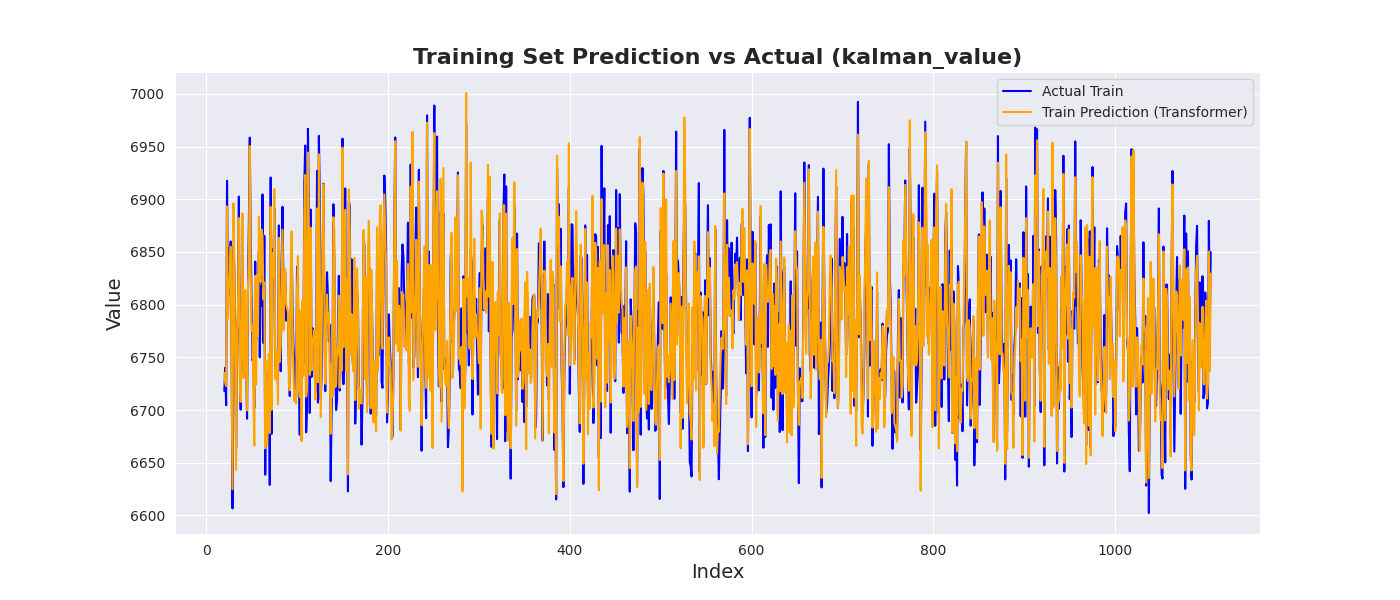 Training Set Prediction vs Actual (kalman_value)
Actual Train
Train Prediction (Transformer)
Value
7000
6950
6900
6850
6800
6750
6700
6650
6600
0 200 400 600 800 1000
Index